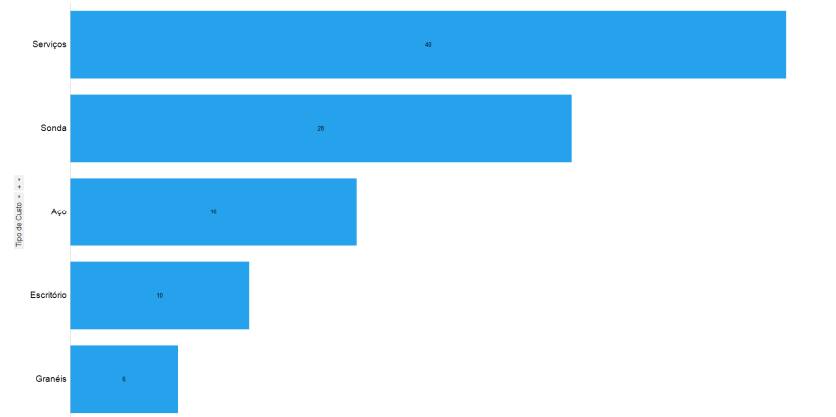 Serviços
40
Sonda
28
Aço
16
Escritório
10
Granéis
6
Tipo de Custo